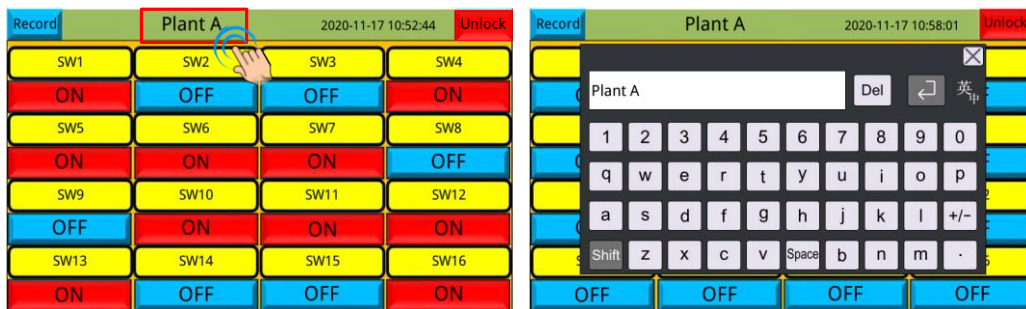 Record Plant A 2020-11-17 10:52:44 Unlock
SW1 SW2 SW3 SW4
ON OFF OFF ON
SW5 SW6 SW7 SW8
ON ON ON OFF
SW9 SW10 SW11 SW12
OFF ON ON ON
SW13 SW14 SW15 SW16
ON OFF OFF ON
Record Plant A 2020-11-17 10:58:01 Unlock
Plant A Del 英中
1 2 3 4 5 6 7 8 9 0
q w e r t y u i o p
a s d f g h j k l +/-
Shift z x c v Space b n m .
OFF OFF OFF OFF